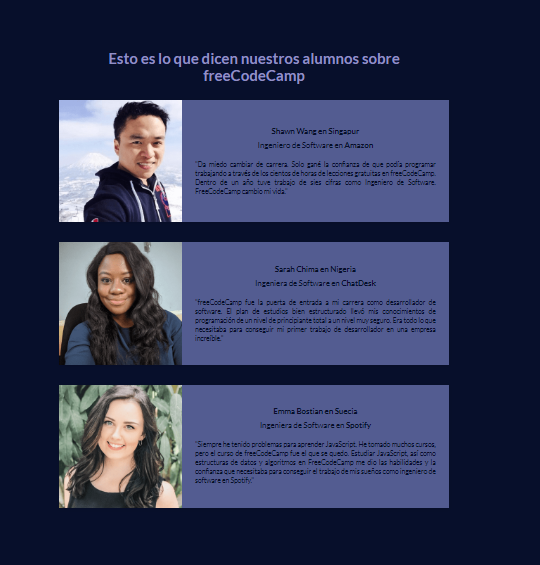 Esto es lo que dicen nuestros alumnos sobre
freeCodeCamp
Shawn Wang en Singapur
Ingeniero de Software en Amazon
"Da miedo cambiar de carrera. Solo gané la confianza de que podía programar
trabajando a través de los cientos de horas de lecciones gratuitas en freeCodeCamp.
Dentro de un año tuve trabajo de sies cifras como Ingeniero de Software.
FreeCodeCamp cambio mi vida."
Sarah Chima en Nigeria
Ingeniera de Software en ChatDesk
"freeCodeCamp fue la puerta de entrada a mi carrera como desarrollador de
software. El plan de estudios bien estructurado llevó mis conocimientos de
programación de un nivel de principiante total a un nivel muy seguro. Era todo lo que
necesitaba para conseguir mi primer trabajo de desarrollador en una empresa
increíble."
Emma Bostian en Suecia
Ingeniera de Software en Spotify
"Siempre he tenido problemas para aprender JavaScript. He tomado muchos cursos,
pero el curso de freeCodeCamp fue el que se quedo. Estudiar JavaScript, así como
estructuras de datos y algoritmos en FreeCodeCamp me dio las habilidades y la
confianza que necesitaba para conseguir el trabajo de mis sueños como ingeniero de
software en Spotify."